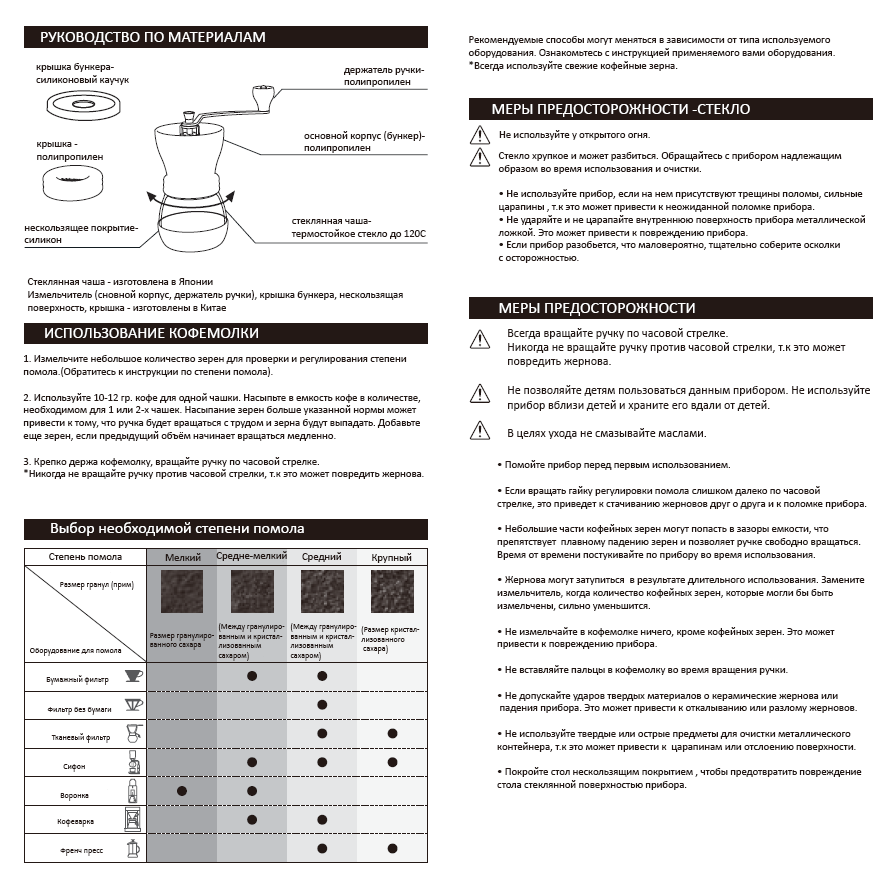 РУКОВОДСТВО ПО МАТЕРИАЛАМ
крышка бункера-
силиконовый каучук
держатель ручки-
полипропилен
крышка -
полипропилен
основной корпус (бункер)-
полипропилен
нескользящее покрытие-
силикон
стеклянная чаша-
термостойкое стекло до 120С
Стеклянная чаша - изготовлена в Японии
Измельчитель (сновной корпус, держатель ручки), крышка бункера, нескользящая
поверхность, крышка - изготовлены в Китае
ИСПОЛЬЗОВАНИЕ КОФЕМОЛКИ
1. Измельчите небольшое количество зерен для проверки и регулирования степени
помола.(Обратитесь к инструкции по степени помола).
2. Используйте 10-12 гр. кофе для одной чашки. Насыпьте в емкость кофе в количестве,
необходимом для 1 или 2-х чашек. Насыпание зерен больше указанной нормы может
привести к тому, что ручка будет вращаться с трудом и зерна будут выпадать. Добавьте
еще зерен, если предыдущий объём начинает вращаться медленно.
3. Крепко держа кофемолку, вращайте ручку по часовой стрелке.
*Никогда не вращайте ручку против часовой стрелки, т.к это может повредить жернова.
Выбор необходимой степени помола
Степень помола Мелкий Средне-мелкий Средний Крупный
Размер гранул (прим)
Оборудование для помола
Размер гранулиро-
ванного сахара
(Между гранулиро-
ванным и кристал-
лизованным
сахаром)
(Между гранулиро-
ванным и кристал-
лизованным
сахаром)
(Размер кристал-
лизованного
сахара)
Бумажный фильтр
Фильтр без бумаги
Тканевый фильтр
Сифон
Воронка
Кофеварка
Френч пресс
Рекомендуемые способы могут меняться в зависимости от типа используемого
оборудования. Ознакомьтесь с инструкцией применяемого вами оборудования.
*Всегда используйте свежие кофейные зерна.
МЕРЫ ПРЕДОСТОРОЖНОСТИ -СТЕКЛО
Не используйте у открытого огня.
Стекло хрупкое и может разбиться. Обращайтесь с прибором надлежащим
образом во время использования и очистки.
• Не используйте прибор, если на нем присутствуют трещины поломы, сильные
царапины , т.к это может привести к неожиданной поломке прибора.
• Не ударяйте и не царапайте внутреннюю поверхность прибора металлической
ложкой. Это может привести к повреждению прибора.
• Если прибор разобьется, что маловероятно, тщательно соберите осколки
с осторожностью.
МЕРЫ ПРЕДОСТОРОЖНОСТИ
Всегда вращайте ручку по часовой стрелке.
Никогда не вращайте ручку против часовой стрелки, т.к это может
повредить жернова.
Не позволяйте детям пользоваться данным прибором. Не используйте
прибор вблизи детей и храните его вдали от детей.
В целях ухода не смазывайте маслами.
• Помойте прибор перед первым использованием.
• Если вращать гайку регулировки помола слишком далеко по часовой
стрелке, это приведет к стачиванию жерновов друг о друга и к поломке прибора.
• Небольшие части кофейных зерен могут попасть в зазоры емкости, что
препятствует плавному падению зерен и позволяет ручке свободно вращаться.
Время от времени постукивайте по прибору во время использования.
• Жернова могут затупиться в результате длительного использования. Замените
измельчитель, когда количество кофейных зерен, которые могли бы быть
измельчены, сильно уменьшится.
• Не измельчайте в кофемолке ничего, кроме кофейных зерен. Это может
привести к повреждению прибора.
• Не вставляйте пальцы в кофемолку во время вращения ручки.
• Не допускайте ударов твердых материалов о керамические жернова или
падения прибора. Это может привести к откалыванию или разлому жерновов.
• Не используйте твердые или острые предметы для очистки металлического
контейнера, т.к это может привести к царапинам или отслоению поверхности.
• Покройте стол нескользящим покрытием , чтобы предотвратить повреждение
стола стеклянной поверхностью прибора.